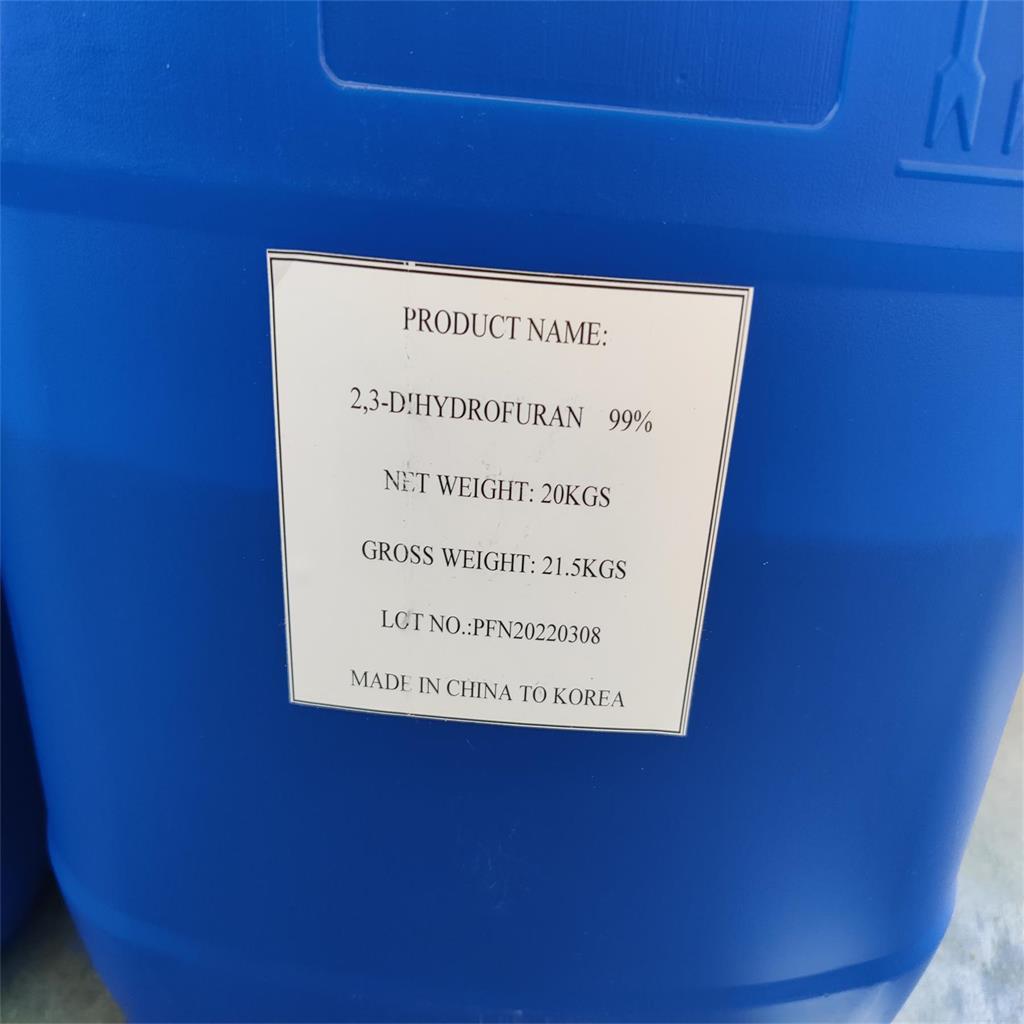 PRODUCT NAME:
2,3-DIHYDROFURAN 99%
NET WEIGHT: 20KGS
GROSS WEIGHT: 21.5KGS
LOT NO.:PFN20220308
MADE IN CHINA TO KOREA